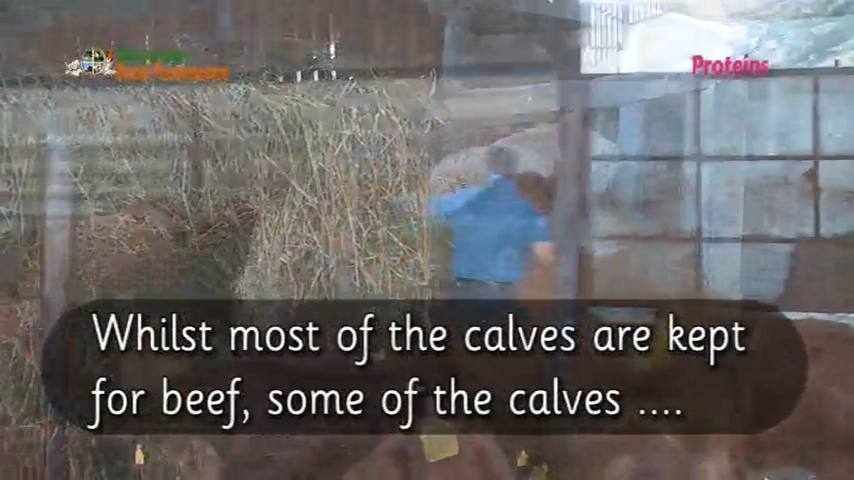 Proteins
Whilst most of the calves are kept
for beef, some of the calves ....